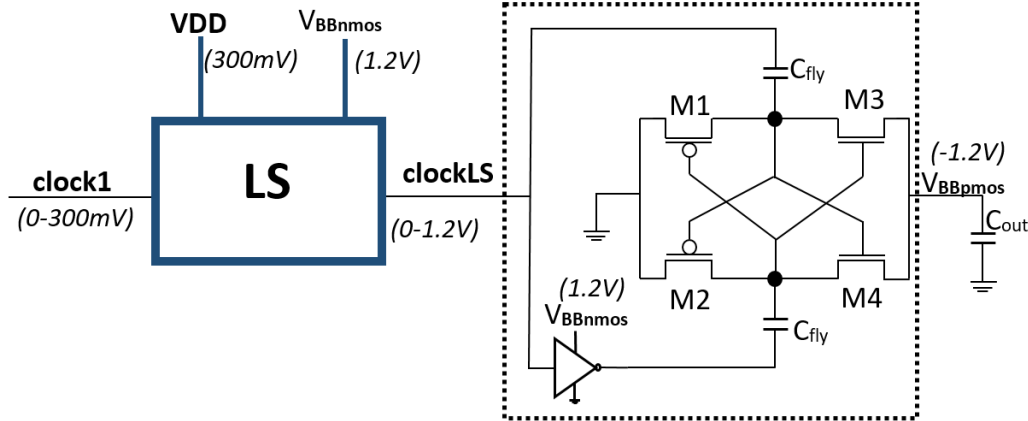 VDD
(300mV)
VBBnmos
(1.2V)
clock1
(0-300mV)
LS
clockLS
(0-1.2V)
Cfly
M1
M3
M2
M4
(-1.2V)
VBBpmos
Cout
(1.2V)
VBBnmos
Cfly